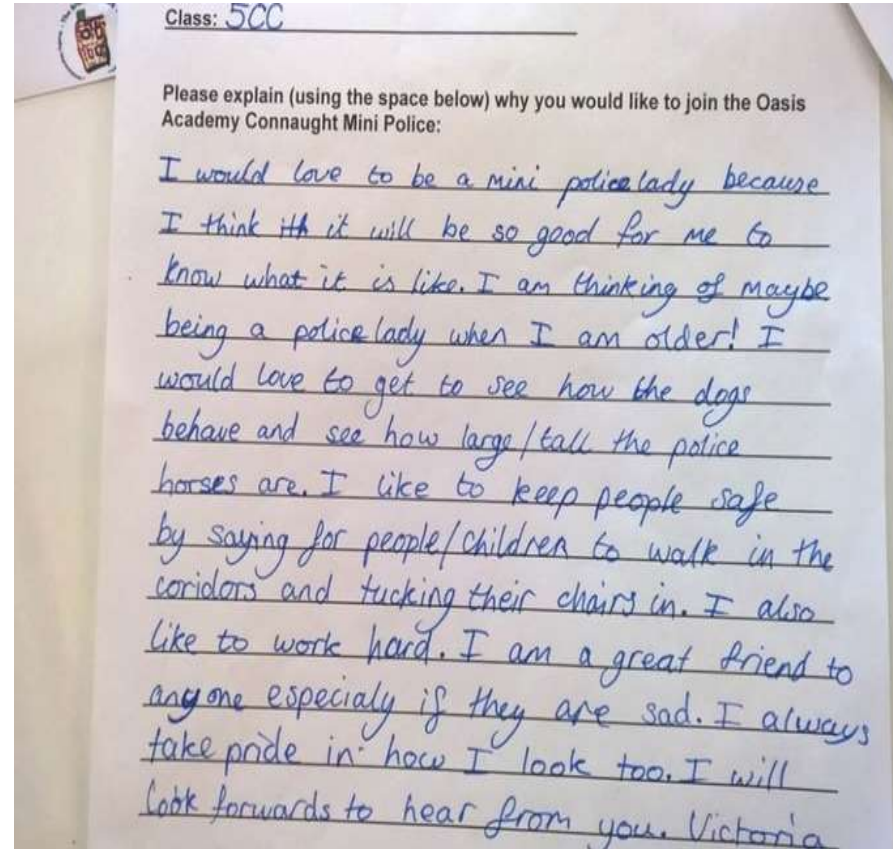 Class: 5CC
Please explain (using the space below) why you would like to join the Oasis
Academy Connaught Mini Police:
I would love to be a mini police lady because
I think ith it will be so good for me to
know what it is like. I am thinking of maybe
being a police lady when I am older! I
would love to get to see how the dogs
behave and see how large/tall the police
horses are. I like to keep people safe
by saying for people/children to walk in the
coridors and tucking their chairs in. I also
like to work hard. I am a great friend to
anyone especialy if they are sad. I always
take pride in how I look too. I will
look forwards to hear from you. Victoria